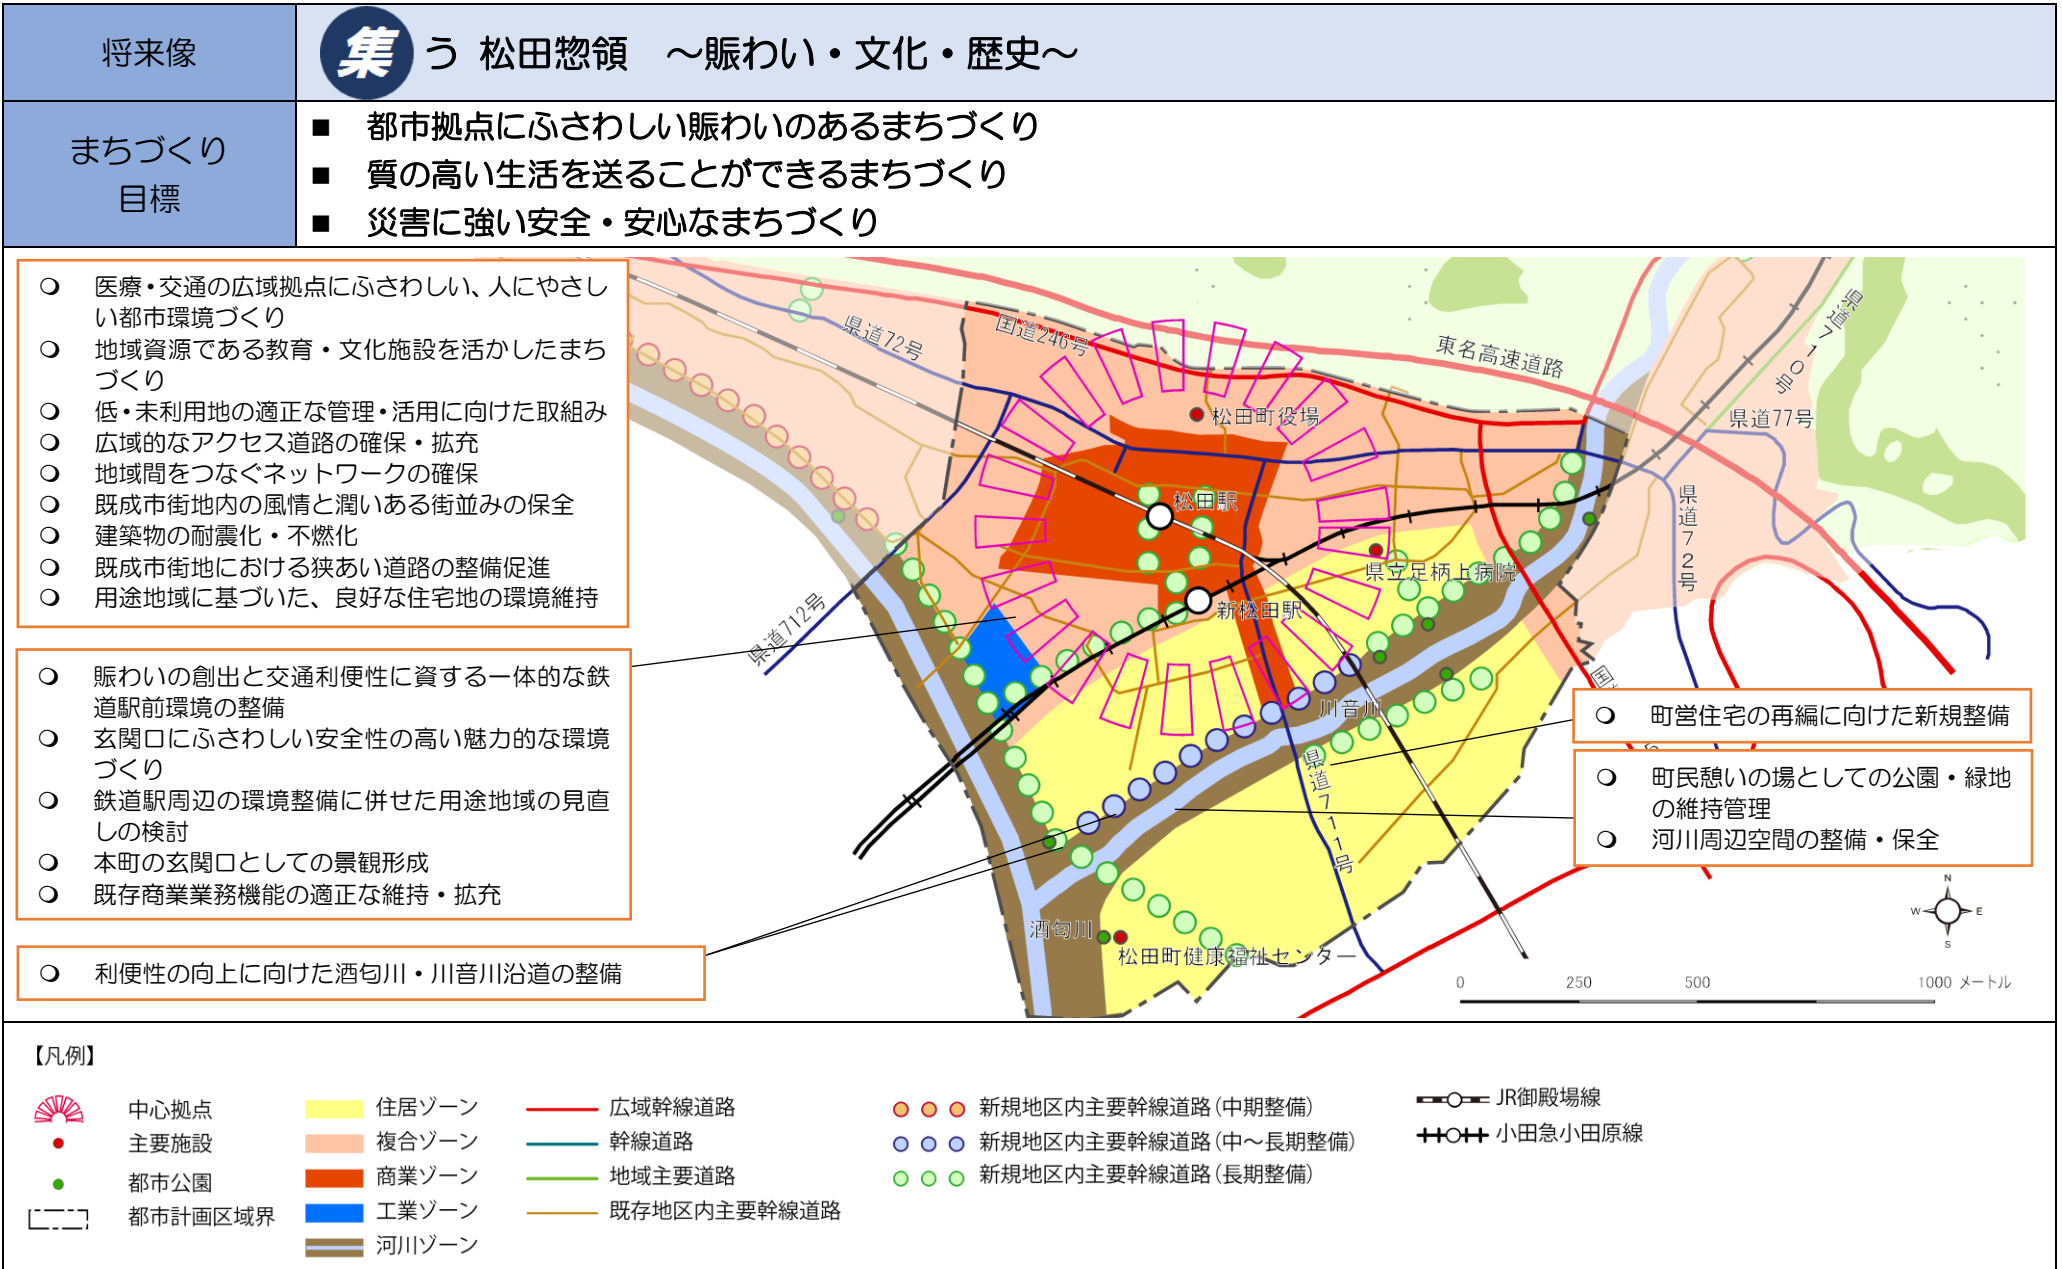 将来像
集う 松田惣領　～賑わい・文化・歴史～
まちづくり
目標
■ 都市拠点にふさわしい賑わいのあるまちづくり
■ 質の高い生活を送ることができるまちづくり
■ 災害に強い安全・安心なまちづくり
○ 医療・交通の広域拠点にふさわしい、人にやさし
い都市環境づくり
○ 地域資源である教育・文化施設を活かしたまち
づくり
○ 低・未利用地の適正な管理・活用に向けた取組み
○ 広域的なアクセス道路の確保・拡充
○ 地域間をつなぐネットワークの確保
○ 既成市街地内の風情と潤いある街並みの保全
○ 建築物の耐震化・不燃化
○ 既成市街地における狭あい道路の整備促進
○ 用途地域に基づいた、良好な住宅地の環境維持
○ 賑わいの創出と交通利便性に資する一体的な鉄
道駅前環境の整備
○ 玄関口にふさわしい安全性の高い魅力的な環境
づくり
○ 鉄道駅周辺の環境整備に併せた用途地域の見直
しの検討
○ 本町の玄関口としての景観形成
○ 既存商業業務機能の適正な維持・拡充
○ 利便性の向上に向けた酒匂川・川音川沿道の整備
県道72号
国道246号
東名高速道路
県道710号
県道77号
松田町役場
松田駅
県道72号
県立足柄上病院
新松田駅
県道712号
川音川
国
県道711号
酒匂川
松田町健康福祉センター
○ 町営住宅の再編に向けた新規整備
○ 町民憩いの場としての公園・緑地
の維持管理
○ 河川周辺空間の整備・保全
N
W E
S
0 250 500 1000 メートル
【凡例】
中心拠点
主要施設
都市公園
都市計画区域界
住居ゾーン
複合ゾーン
商業ゾーン
工業ゾーン
河川ゾーン
広域幹線道路
幹線道路
地域主要道路
既存地区内主要幹線道路
新規地区内主要幹線道路(中期整備)
新規地区内主要幹線道路(中～長期整備)
新規地区内主要幹線道路(長期整備)
JR御殿場線
小田急小田原線